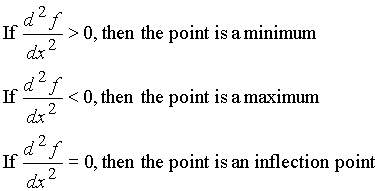 If d²f/dx² > 0, then the point is a minimum
If d²f/dx² < 0, then the point is a maximum
If d²f/dx² = 0, then the point is an inflection point